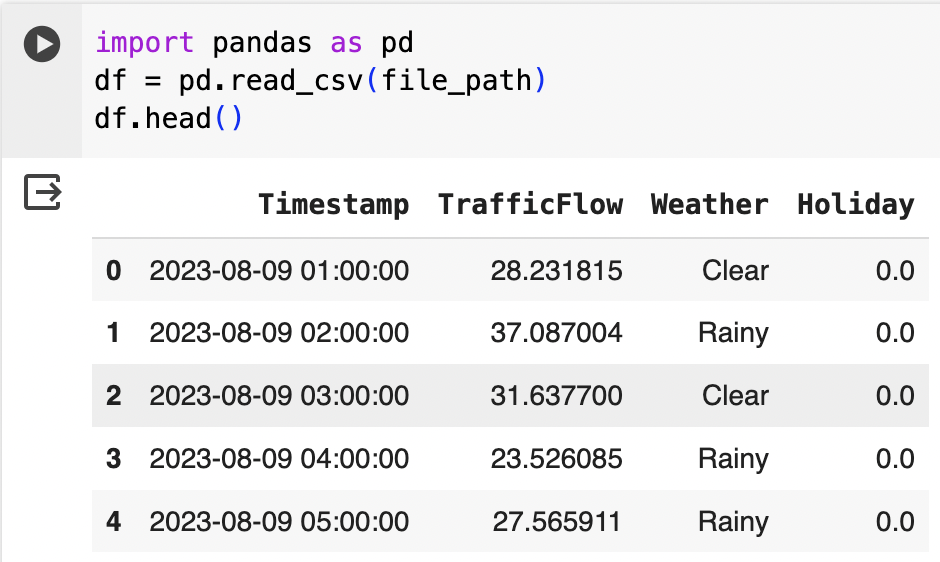 import pandas as pd
df = pd.read_csv(file_path)
df.head()
Timestamp TrafficFlow Weather Holiday
0 2023-08-09 01:00:00 28.231815 Clear 0.0
1 2023-08-09 02:00:00 37.087004 Rainy 0.0
2 2023-08-09 03:00:00 31.637700 Clear 0.0
3 2023-08-09 04:00:00 23.526085 Rainy 0.0
4 2023-08-09 05:00:00 27.565911 Rainy 0.0